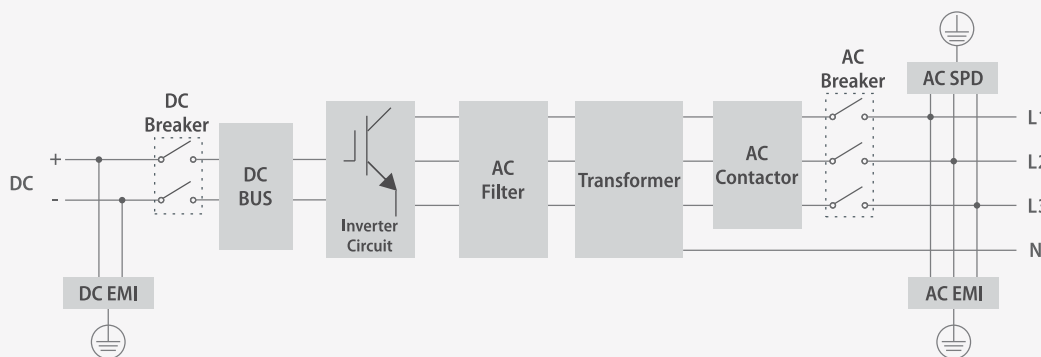 DC
Breaker
+
DC
-
DC
BUS
DC EMI
Inverter
Circuit
AC
Filter
Transformer
AC
Contactor
AC
Breaker
AC SPD
L1
L2
L3
N
AC EMI